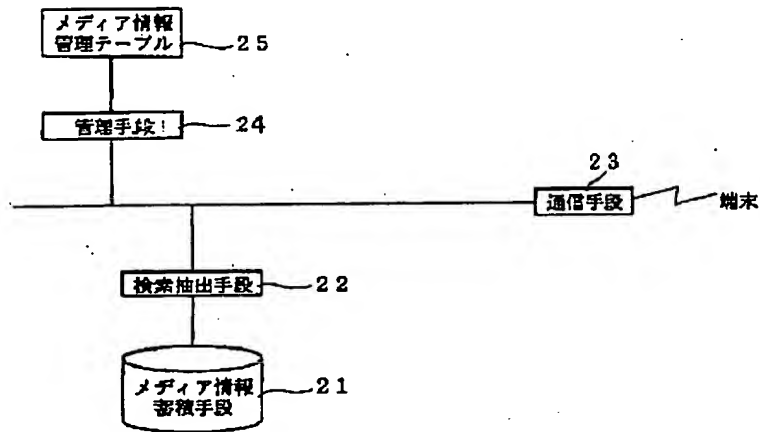 メディア情報
管理テーブル
25
管理手段
24
23
通信手段
端末
検索抽出手段
22
メディア情報
蓄積手段
21